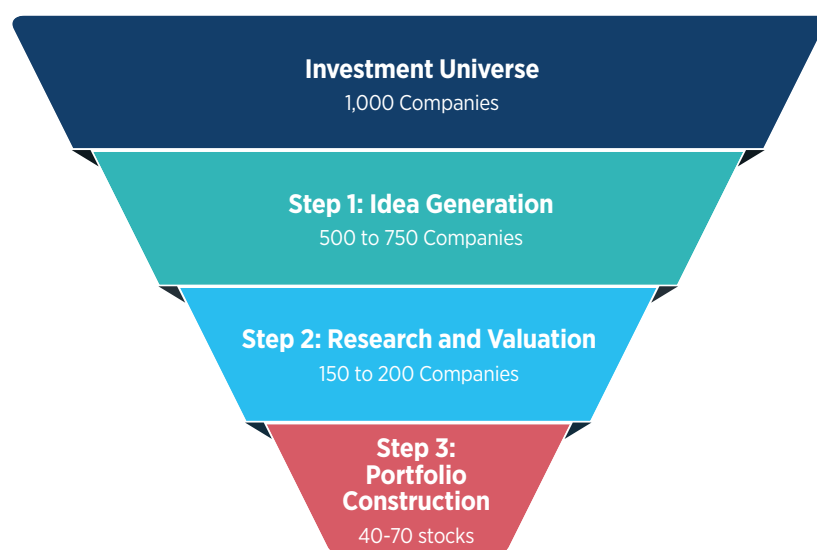 Investment Universe
1,000 Companies
Step 1: Idea Generation
500 to 750 Companies
Step 2: Research and Valuation
150 to 200 Companies
Step 3:
Portfolio
Construction
40-70 stocks